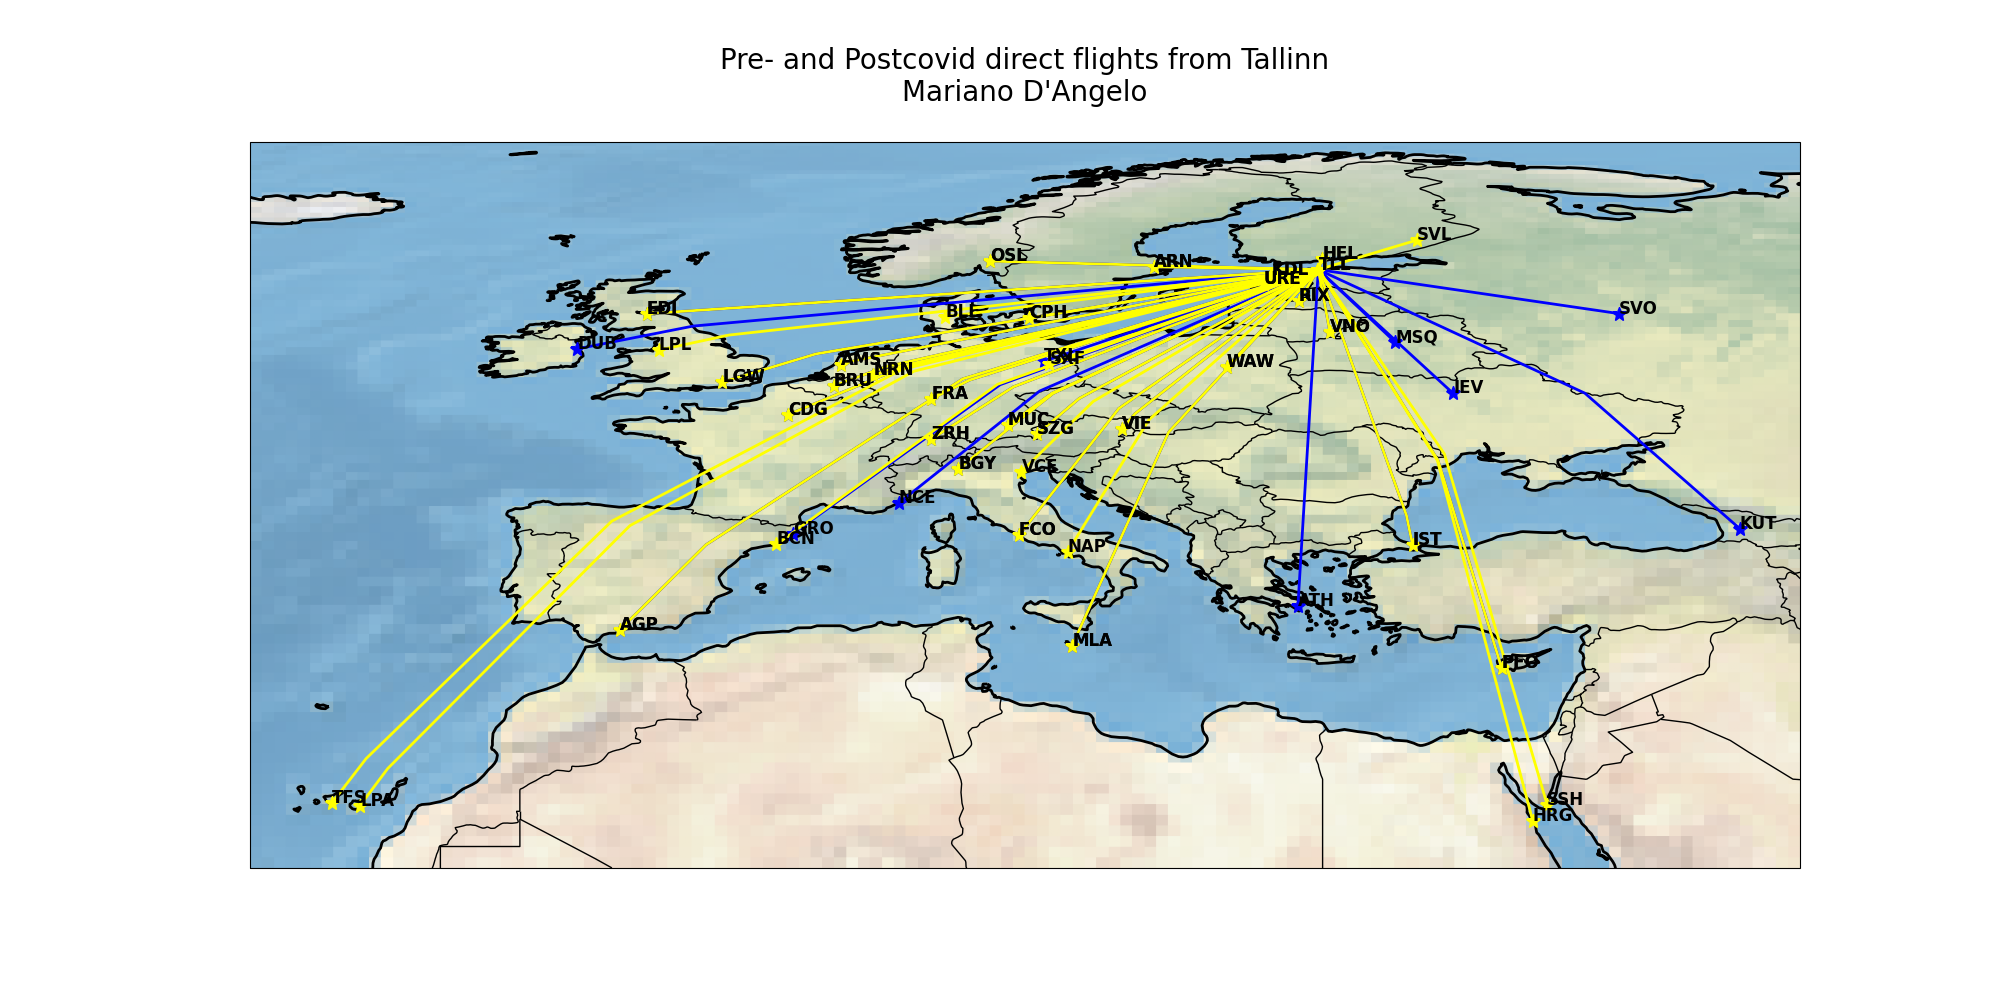 Pre- and Postcovid direct flights from Tallinn
Mariano D'Angelo
SVL
HEL
OSL
ARN
TLL
KDL
URE
RIX
EDI
BLL
CPH
SVO
VNO
MSQ
DUB
LPL
TXL
SXF
AMS
NRN
WAW
LGW
BRU
IEV
FRA
CDG
MUC
SZG
VIE
ZRH
BGY
VCE
NCE
GRO
BCN
FCO
NAP
IST
KUT
ATH
AGP
MLA
PFO
TFS
LPA
SSH
HRG